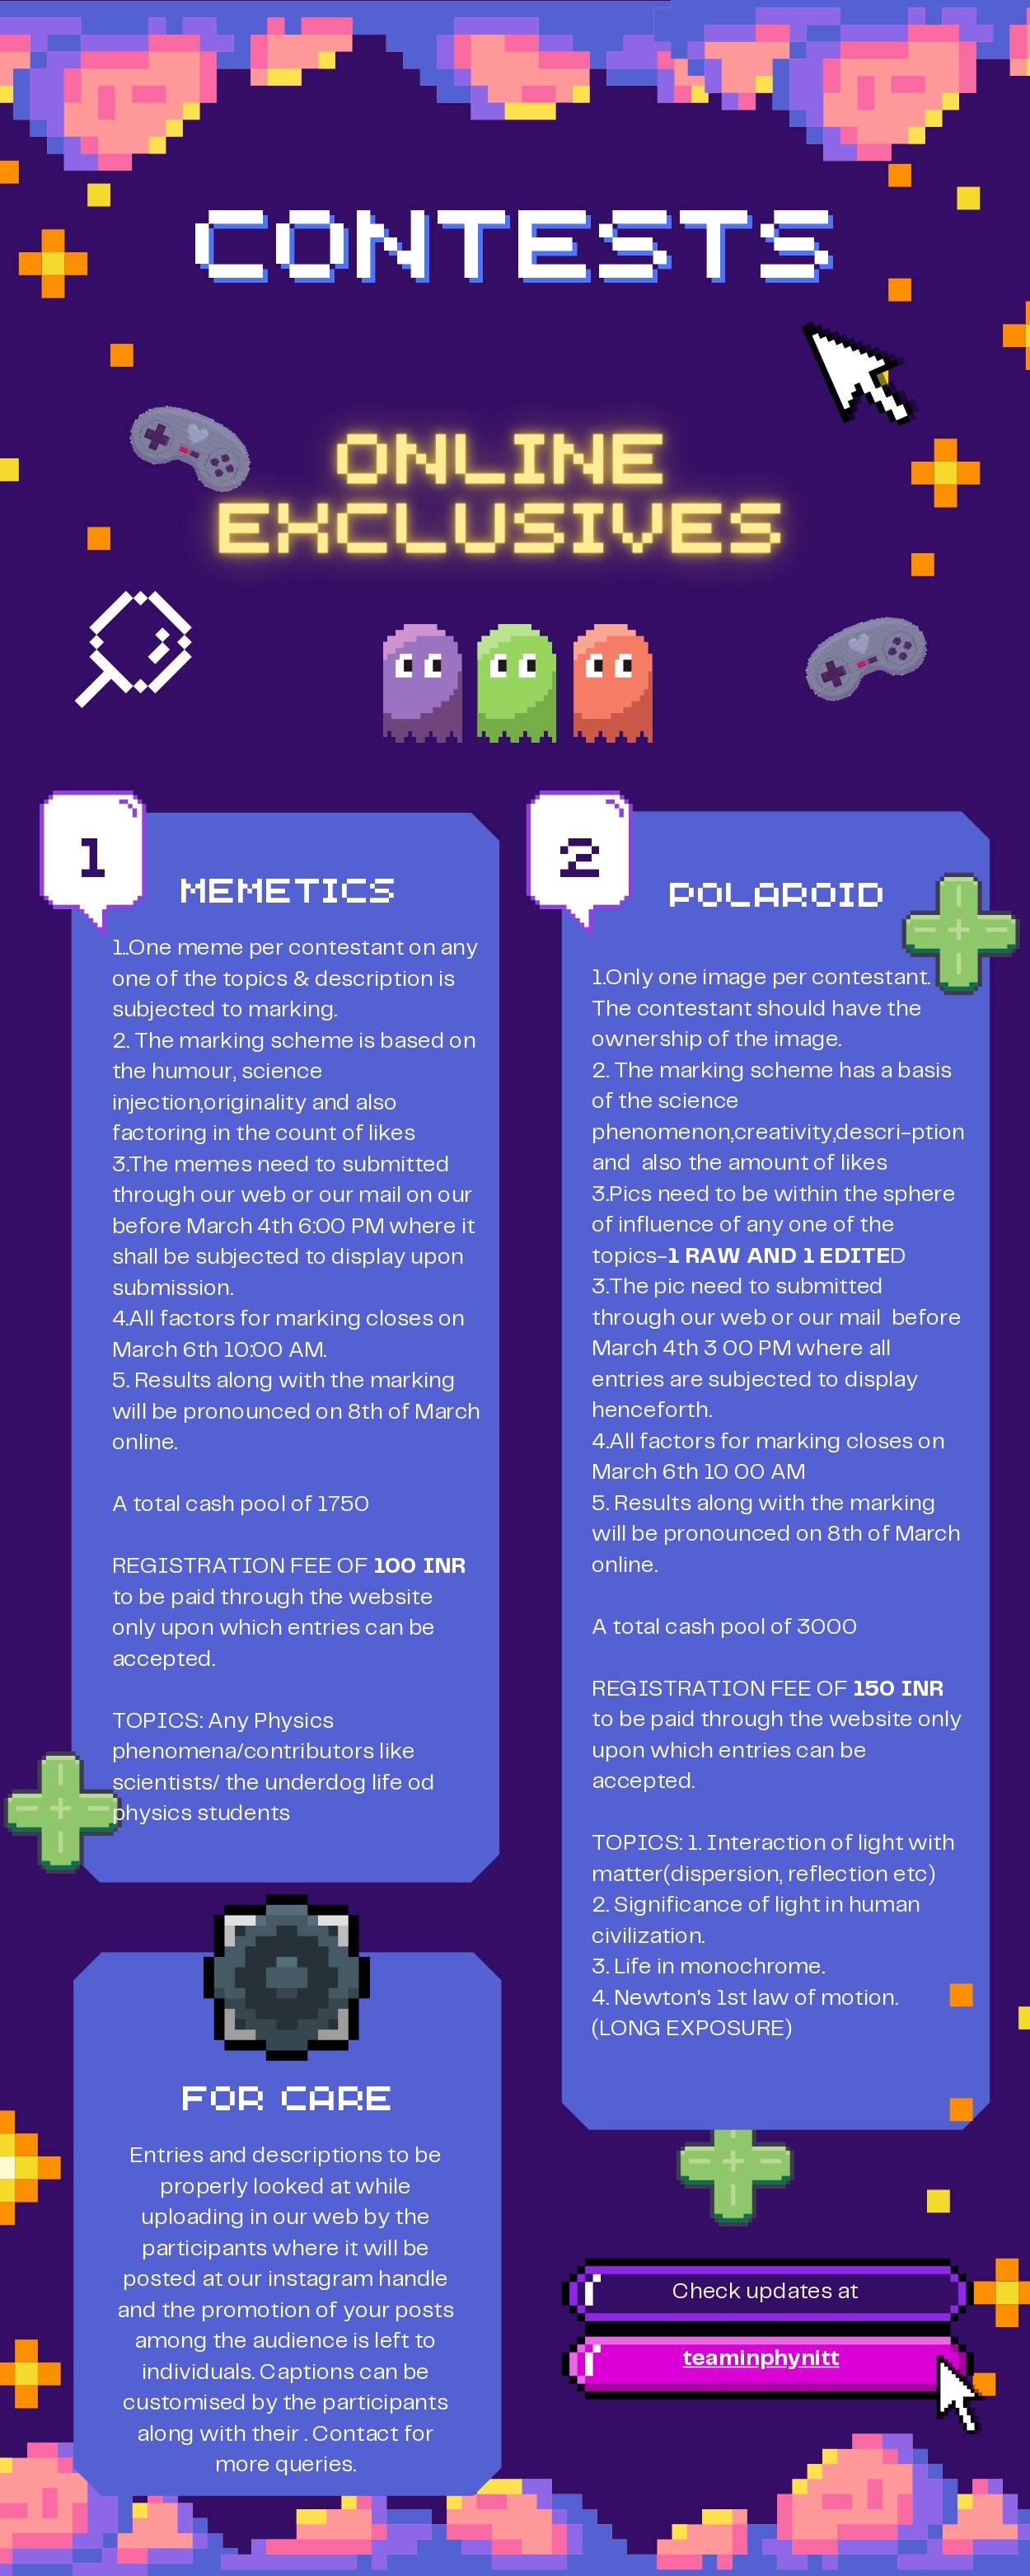 CONTESTS
ONLINE
EXCLUSIVES
1
MEMETICS
1..One meme per contestant on any
one of the topics & description is
subjected to marking.
2. The marking scheme is based on
the humour, science
injection,originality and also
factoring in the count of likes
3.The memes need to submitted
through our web or our mail on our
before March 4th 6:00 PM where it
shall be subjected to display upon
submission.
4.All factors for marking closes on
March 6th 10:00 AM.
5. Results along with the marking
will be pronounced on 8th of March
online.
A total cash pool of 1750
REGISTRATION FEE OF 100 INR
to be paid through the website
only upon which entries can be
accepted.
TOPICS: Any Physics
phenomena/contributors like
scientists/ the underdog life od
physics students
2
POLAROID
1.Only one image per contestant.
The contestant should have the
ownership of the image.
2. The marking scheme has a basis
of the science
phenomenon,creativity,descri-ption
and  also the amount of likes
3.Pics need to be within the sphere
of influence of any one of the
topics-1 RAW AND 1 EDITED
3.The pic need to submitted
through our web or our mail  before
March 4th 3 00 PM where all
entries are subjected to display
henceforth.
4.All factors for marking closes on
March 6th 10 00 AM
5. Results along with the marking
will be pronounced on 8th of March
online.
A total cash pool of 3000
REGISTRATION FEE OF 150 INR
to be paid through the website only
upon which entries can be
accepted.
TOPICS: 1. Interaction of light with
matter(dispersion, reflection etc)
2. Significance of light in human
civilization.
3. Life in monochrome.
4. Newton's 1st law of motion.
(LONG EXPOSURE)
FOR CARE
Entries and descriptions to be
properly looked at while
uploading in our web by the
participants where it will be
posted at our instagram handle
and the promotion of your posts
among the audience is left to
individuals. Captions can be
customised by the participants
along with their . Contact for
more queries.
Check updates at
teaminphynitt